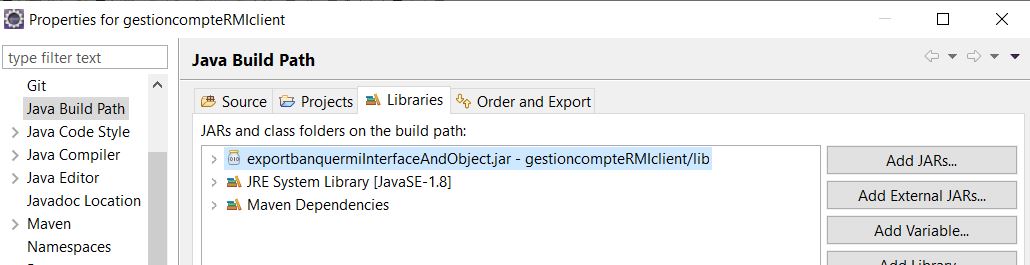 Properties for gestioncompteRMIclient
type filter text
Git
Java Build Path
Java Code Style
Java Compiler
Java Editor
Javadoc Location
Maven
Namespaces
Java Build Path
Source
Projects
Libraries
Order and Export
JARs and class folders on the build path:
exportbanquermiInterfaceAndObject.jar - gestioncompteRMIclient/lib
JRE System Library [JavaSE-1.8]
Maven Dependencies
Add JARs...
Add External JARs...
Add Variable...
Add Library...